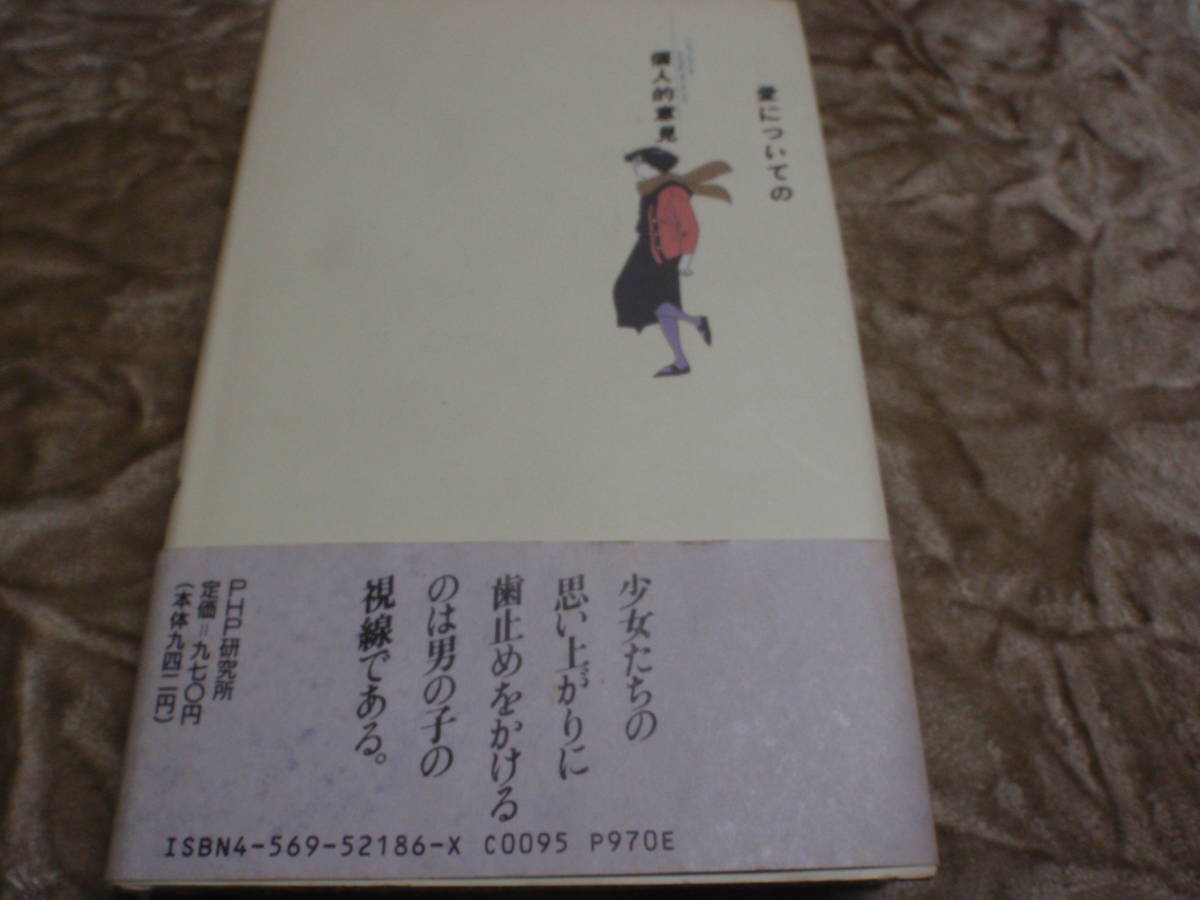 愛についての
個人的意見
少女たちの
思い上がりに
歯止めをかける
のは男の子の
視線である。
PHP研究所
定価=九七〇円
(本体九四二円)
ISBN4-569-52186-X C0095 P970E